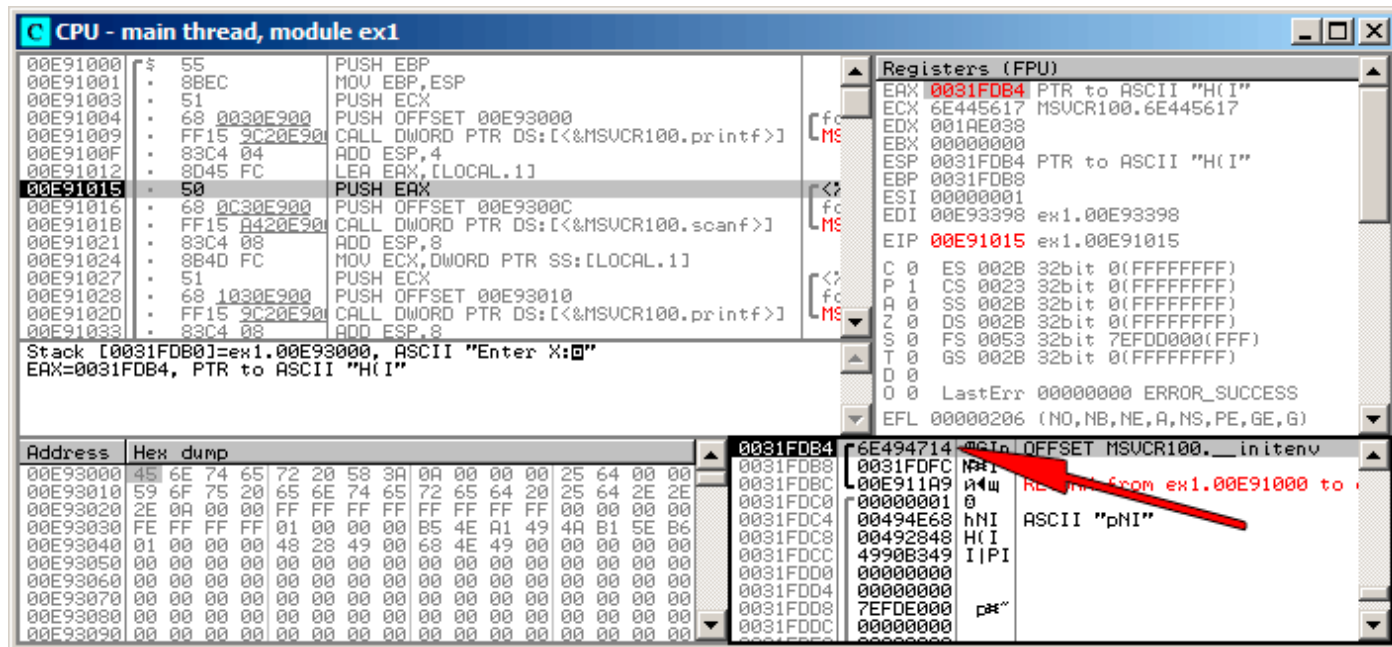 C CPU - main thread, module ex1
00E91000 $ 55 PUSH EBP
00E91001 . 8BEC MOV EBP,ESP
00E91003 . 51 PUSH ECX
00E91004 . 68 0030E900 PUSH OFFSET 00E93000
00E91009 . FF15 9C20E90 CALL DWORD PTR DS:[<&MSVCR100.printf>]
00E9100F . 83C4 04 ADD ESP,4
00E91012 . 8D45 FC LEA EAX,[LOCAL.1]
00E91015 . 50 PUSH EAX
00E91016 . 68 0C30E900 PUSH OFFSET 00E9300C
00E9101B . FF15 A420E90 CALL DWORD PTR DS:[<&MSVCR100.scanf>]
00E91021 . 83C4 08 ADD ESP,8
00E91024 . 8B4D FC MOV ECX,DWORD PTR SS:[LOCAL.1]
00E91027 . 51 PUSH ECX
00E91028 . 68 1030E900 PUSH OFFSET 00E93010
00E9102D . FF15 9C20E90 CALL DWORD PTR DS:[<&MSVCR100.printf>]
00E91033 . 83C4 08 ADD ESP,8
Stack [0031FDB0]=ex1.00E93000, ASCII "Enter X:"
EAX=0031FDB4, PTR to ASCII "H(I"
Registers (FPU)
EAX 0031FDB4 PTR to ASCII "H(I"
ECX 6E445617 MSVCR100.6E445617
EDX 001AE038
EBX 00000000
ESP 0031FDB4 PTR to ASCII "H(I"
EBP 0031FDB8
ESI 00000001
EDI 00E93398 ex1.00E93398
EIP 00E91015 ex1.00E91015
C 0 ES 002B 32bit 0(FFFFFFFF)
P 1 CS 0023 32bit 0(FFFFFFFF)
A 0 SS 002B 32bit 0(FFFFFFFF)
Z 0 DS 002B 32bit 0(FFFFFFFF)
S 0 FS 0053 32bit 7EFDD000(FFF)
T 0 GS 002B 32bit 0(FFFFFFFF)
D 0
O 0 LastErr 00000000 ERROR_SUCCESS
EFL 00000206 (NO,NB,NE,A,NS,PE,GE,G)
Address Hex dump
00E93000 45 6E 74 65 72 20 58 3A 0A 00 00 00 25 64 00 00
00E93010 59 6F 75 20 65 6E 74 65 72 65 64 20 25 64 2E 2E
00E93020 2E 0A 00 00 FF FF FF FF FF FF FF FF 00 00 00 00
00E93030 FE FF FF FF 01 00 00 00 B5 4E A1 49 4A B1 5E B6
00E93040 01 00 00 00 48 28 49 00 68 4E 49 00 00 00 00 00
00E93050 00 00 00 00 00 00 00 00 00 00 00 00 00 00 00 00
00E93060 00 00 00 00 00 00 00 00 00 00 00 00 00 00 00 00
00E93070 00 00 00 00 00 00 00 00 00 00 00 00 00 00 00 00
00E93080 00 00 00 00 00 00 00 00 00 00 00 00 00 00 00 00
00E93090 00 00 00 00 00 00 00 00 00 00 00 00 00 00 00 00
0031FDB4 6E494714 OFFSET MSVCR100.__initenv
0031FDB8 0031FDFC
0031FDBC 00E911A9 from ex1.00E91000 to
0031FDC0 00000001
0031FDC4 00494E68 hNI ASCII "pNI"
0031FDC8 00492848 H(I
0031FDCC 4990B349 I|PI
0031FDD0 00000000
0031FDD4 00000000
0031FDD8 7EFDE000
0031FDDC 00000000